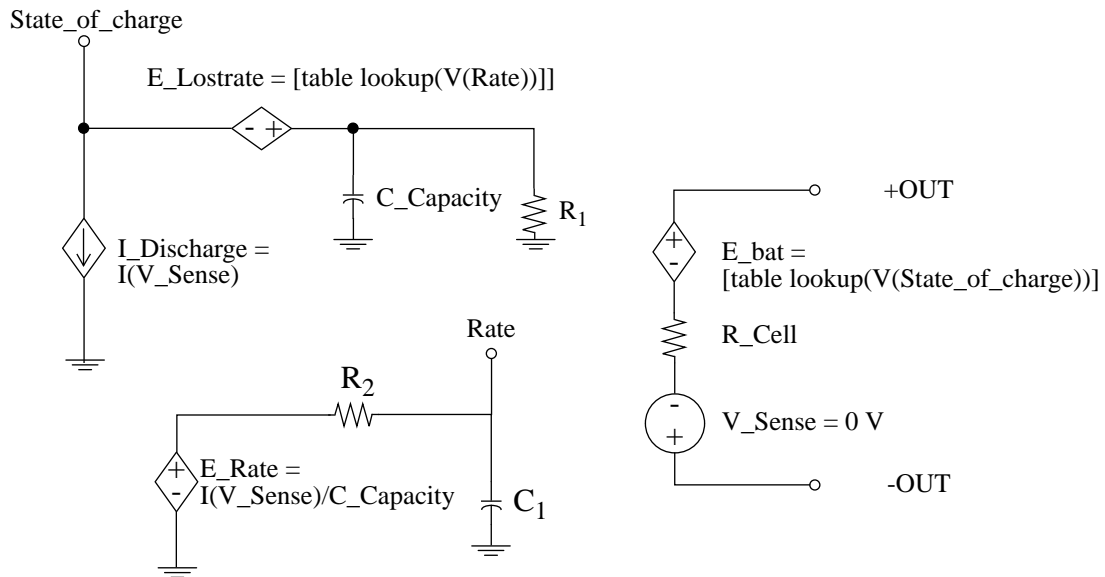 State_of_charge
E_Lostrate = [table lookup(V(Rate))]]
- +
C_Capacity
R1
I_Discharge =
I(V_Sense)
+OUT
+
-
E_bat =
[table lookup(V(State_of_charge))]
R_Cell
-
+
V_Sense = 0 V
-OUT
Rate
R2
+
-
E_Rate =
I(V_Sense)/C_Capacity
C1